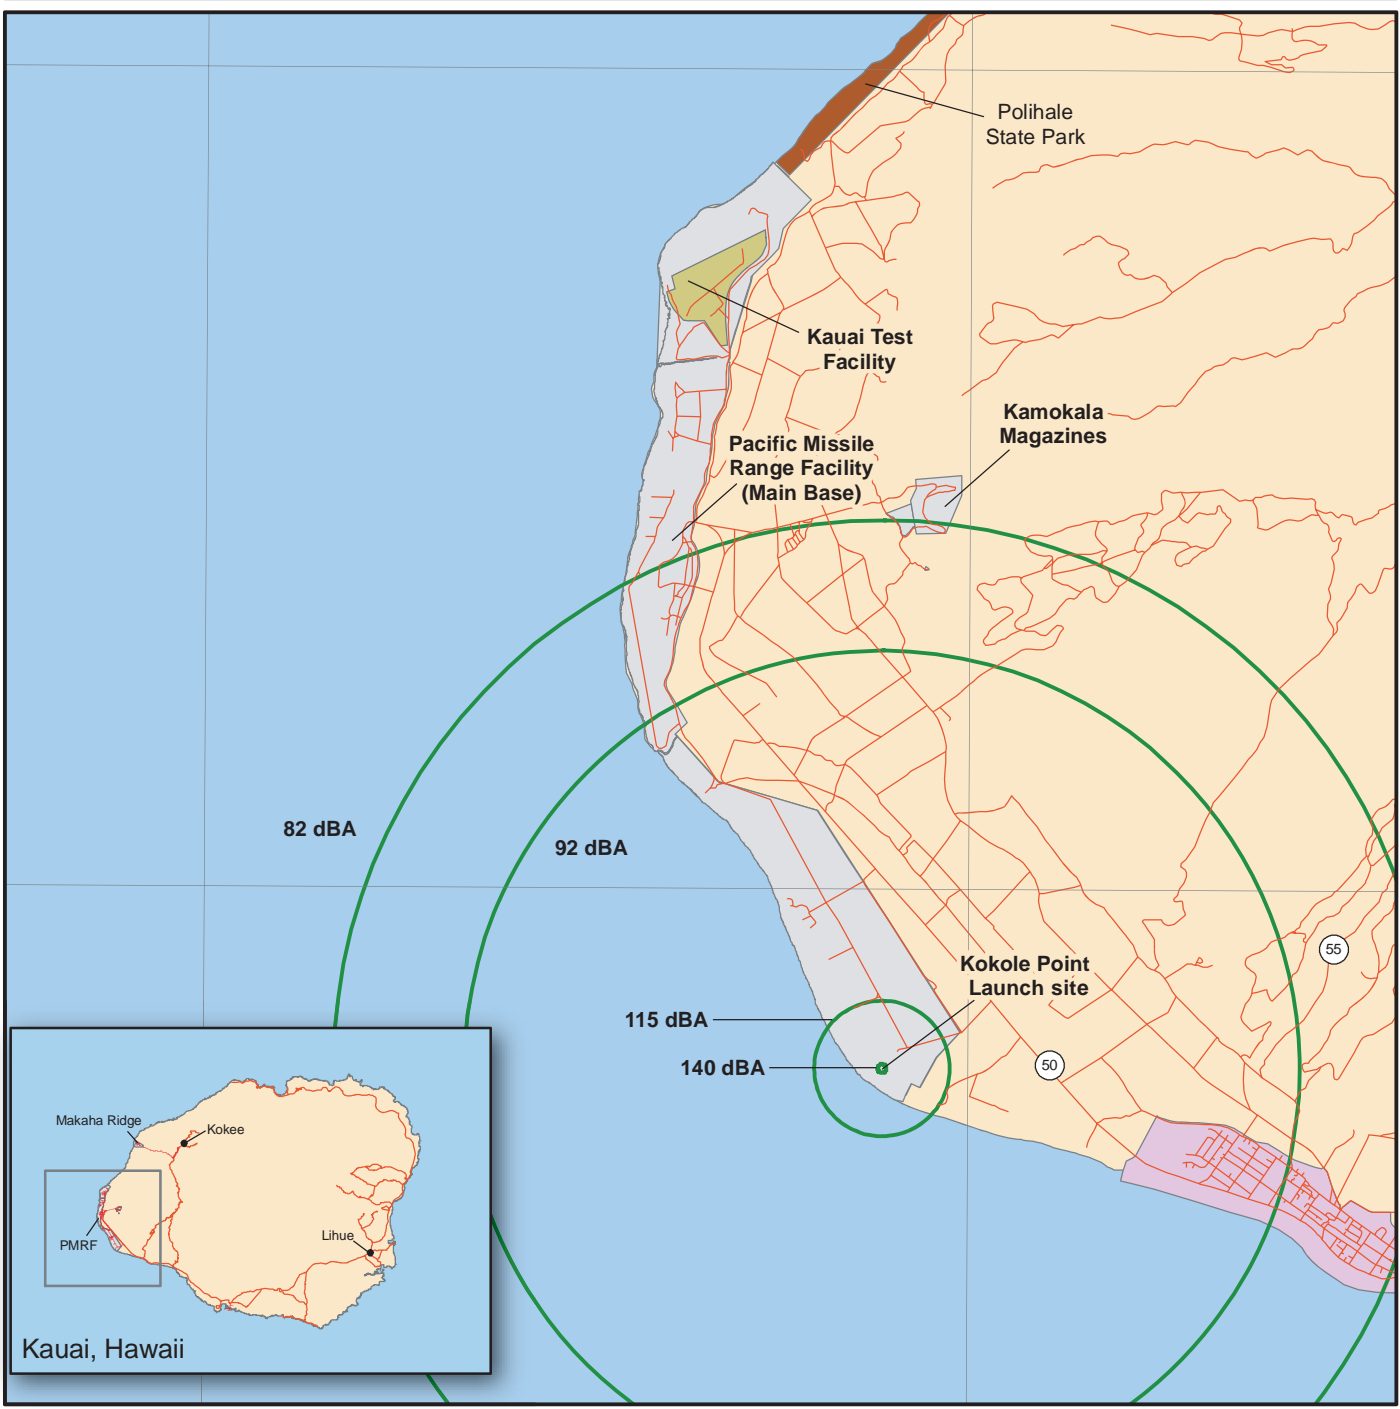 Polihale
State Park
Kauai Test
Facility
Kamokala
Magazines
Pacific Missile
Range Facility
(Main Base)
82 dBA
92 dBA
55
Kokole Point
Launch site
115 dBA
140 dBA
50
Makaha Ridge
Kokee
PMRF
Lihue
Kauai, Hawaii